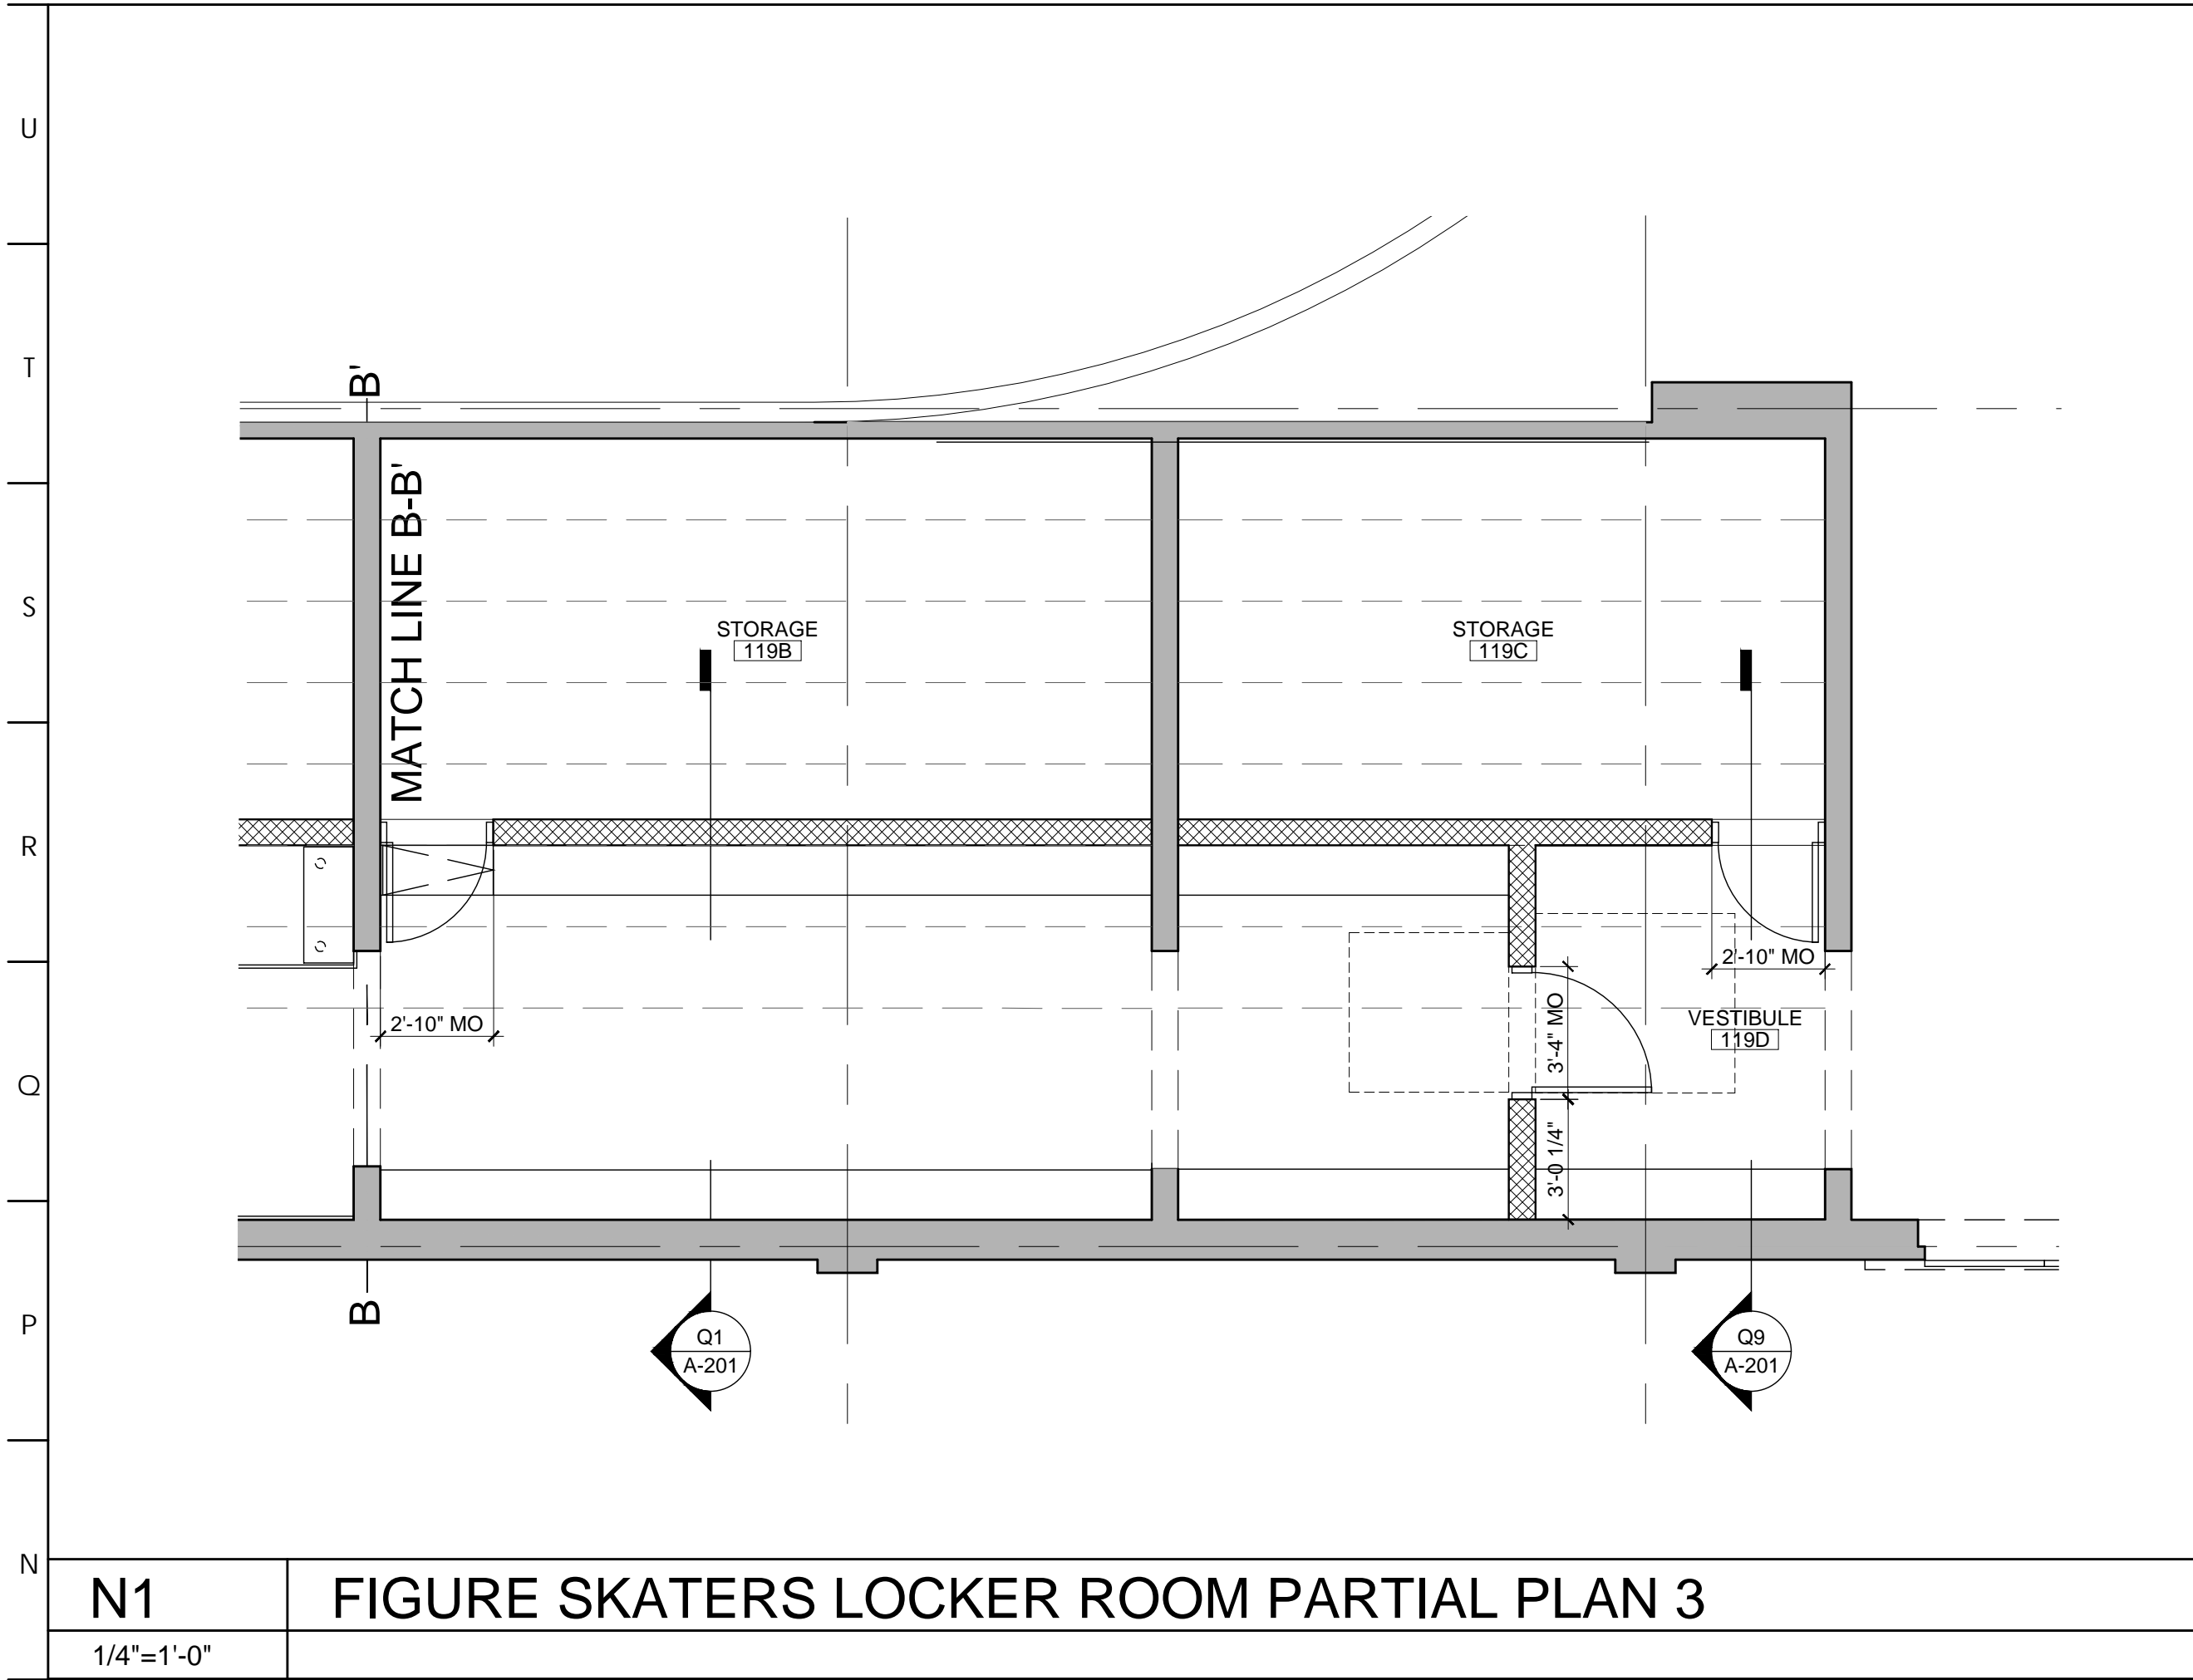 U
T
S
R
Q
P
N
B'
MATCH LINE B-B'
STORAGE
119B
STORAGE
119C
2'-10" MO
2'-10" MO
3'-4" MO
VESTIBULE
119D
3'-0 1/4"
B
Q1
A-201
Q9
A-201
N1
FIGURE SKATERS LOCKER ROOM PARTIAL PLAN 3
1/4"=1'-0"